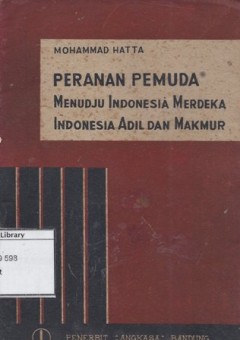 MOHAMMAD HATTA
PERANAN PEMUDA
MENUDJU INDONESIA MERDEKA
INDONESIA ADIL DAN MAKMUR
Library
598
PENERBIT "ANGKASA" BANDUNG